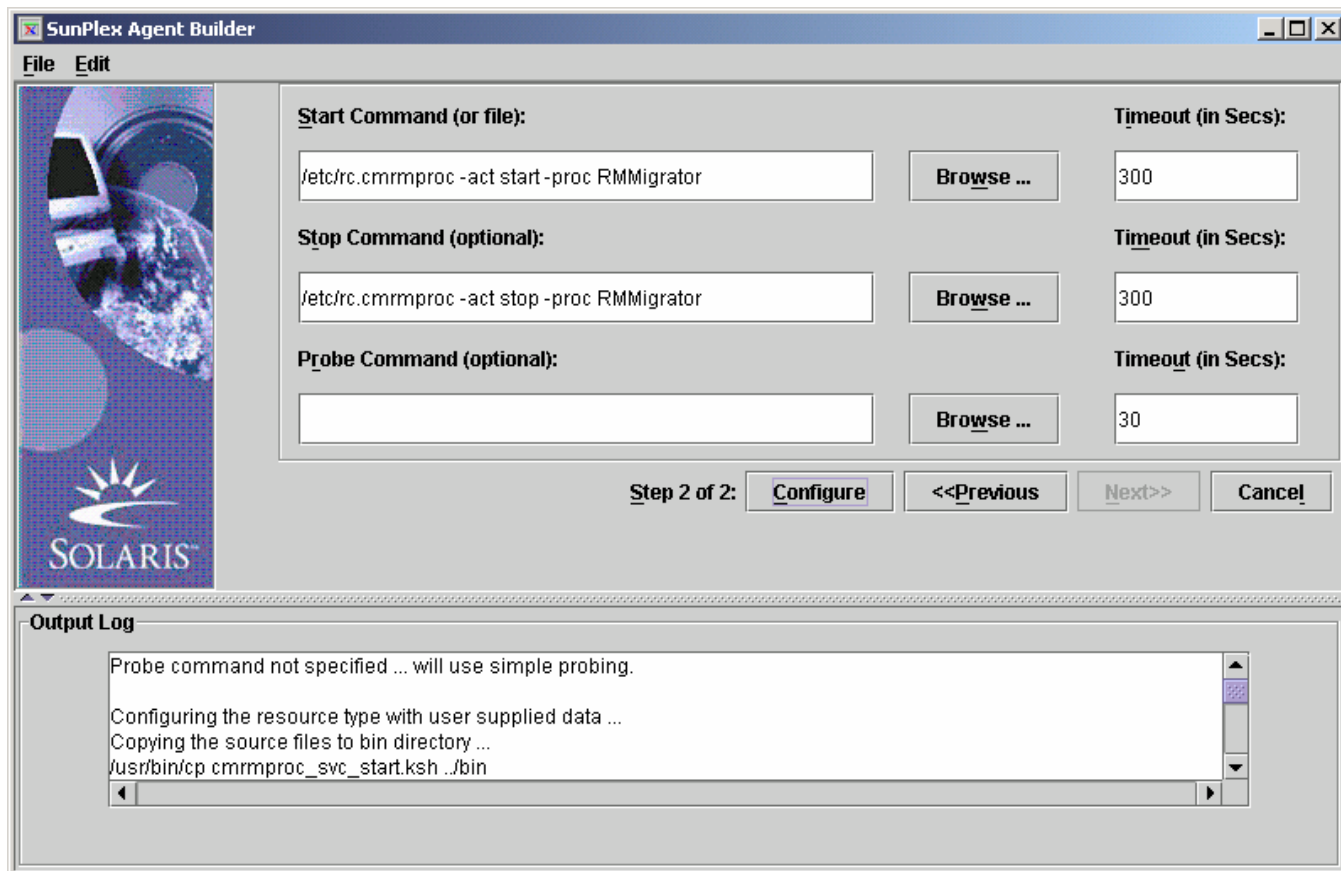 SunPlex Agent Builder
File Edit
Start Command (or file): Timeout (in Secs):
/etc/rc.cmrmproc -act start -proc RMMigrator Browse ... 300
Stop Command (optional): Timeout (in Secs):
/etc/rc.cmrmproc -act stop -proc RMMigrator Browse ... 300
Probe Command (optional): Timeout (in Secs):
Browse ... 30
Step 2 of 2: Configure <<Previous Next>> Cancel
SOLARIS™
Output Log
Probe command not specified ... will use simple probing.
Configuring the resource type with user supplied data ...
Copying the source files to bin directory ...
/usr/bin/cp cmrmproc_svc_start.ksh ../bin